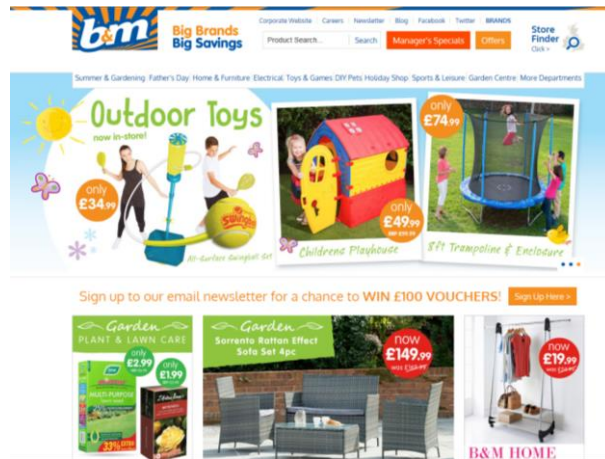 b&m
Big Brands
Big Savings
Corporate Website | Careers | Newsletter | Blog | Facebook | Twitter | BRANDS
Product Search...
Search
Manager's Specials
Offers
Store
Finder
Click >
Summer & Gardening Father's Day Home & Furniture Electrical Toys & Games DIY Pets Holiday Shop Sports & Leisure Garden Centre More Departments
Outdoor Toys
now in-store!
only
£34.99
Swingball
All-Surface Swingball Set
only
£49.99
Childrens Playhouse
only
£74.99
8ft Trampoline & Enclosure
Sign up to our email newsletter for a chance to WIN £100 VOUCHERS!
Sign Up Here >
Garden
PLANT & LAWN CARE
only
£2.99
only
£1.99
MULTI-PURPOSE
33% EXTRA
Garden
Sorrento Rattan Effect
Sofa Set 4pc
now
£149.99
now
£19.99
B&M HOME